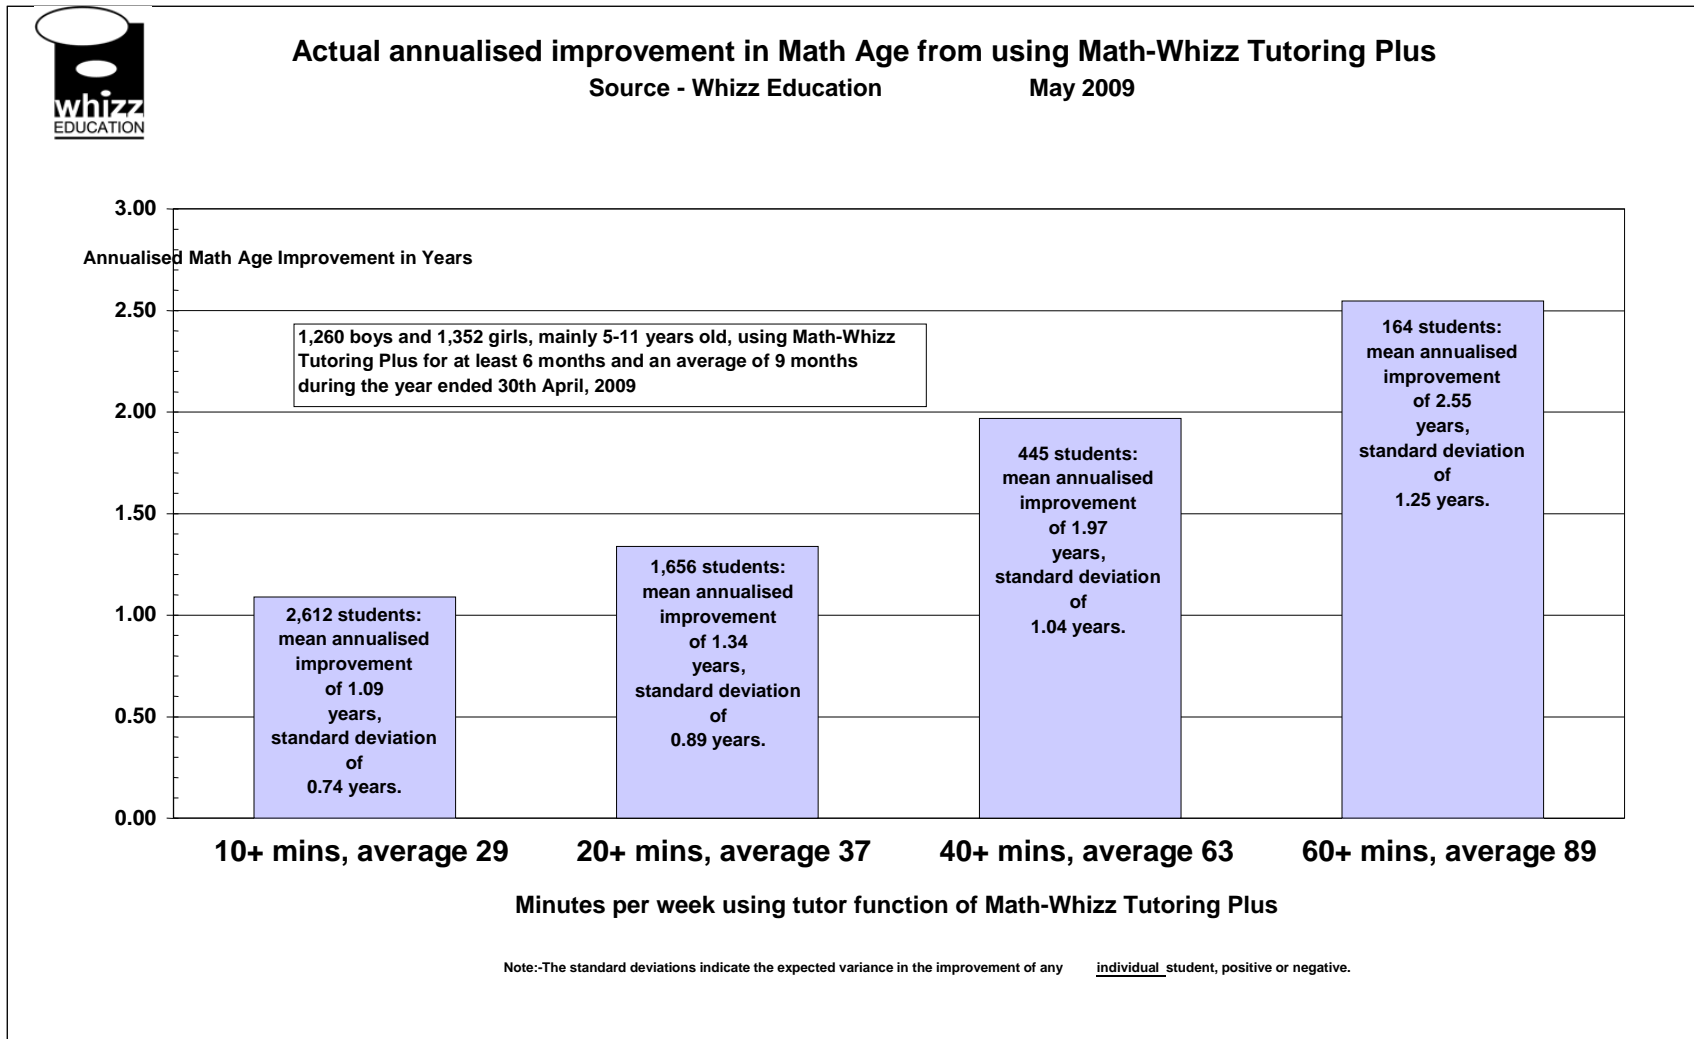 whizz
EDUCATION
Actual annualised improvement in Math Age from using Math-Whizz Tutoring Plus
Source - Whizz Education May 2009
3.00
Annualised Math Age Improvement in Years
2.50
2.00
1.50
1.00
0.50
0.00
1,260 boys and 1,352 girls, mainly 5-11 years old, using Math-Whizz
Tutoring Plus for at least 6 months and an average of 9 months
during the year ended 30th April, 2009
2,612 students:
mean annualised
improvement
of 1.09
years,
standard deviation
of
0.74 years.
1,656 students:
mean annualised
improvement
of 1.34
years,
standard deviation
of
0.89 years.
445 students:
mean annualised
improvement
of 1.97
years,
standard deviation
of
1.04 years.
164 students:
mean annualised
improvement
of 2.55
years,
standard deviation
of
1.25 years.
10+ mins, average 29
20+ mins, average 37
40+ mins, average 63
60+ mins, average 89
Minutes per week using tutor function of Math-Whizz Tutoring Plus
Note:-The standard deviations indicate the expected variance in the improvement of any individual student, positive or negative.